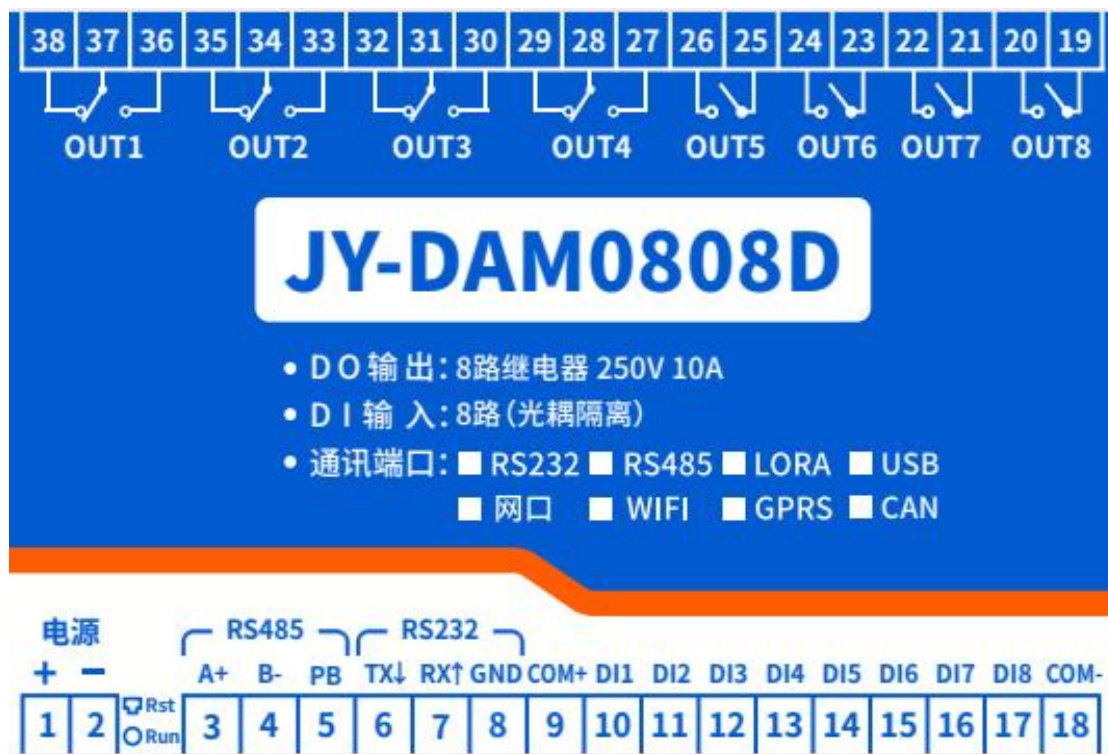 38 37 36 35 34 33 32 31 30 29 28 27 26 25 24 23 22 21 20 19
OUT1 OUT2 OUT3 OUT4 OUT5 OUT6 OUT7 OUT8
JY-DAM0808D
• DO输出：8路继电器 250V 10A
• DI输入：8路（光耦隔离）
• 通讯端口：■ RS232 ■ RS485 ■ LORA ■ USB
■ 网口 ■ WIFI ■ GPRS ■ CAN
电源 RS485 RS232
+ − A+ B- PB TX↓ RX↑ GND COM+ DI1 DI2 DI3 DI4 DI5 DI6 DI7 DI8 COM-
Rst
1 2 Run 3 4 5 6 7 8 9 10 11 12 13 14 15 16 17 18